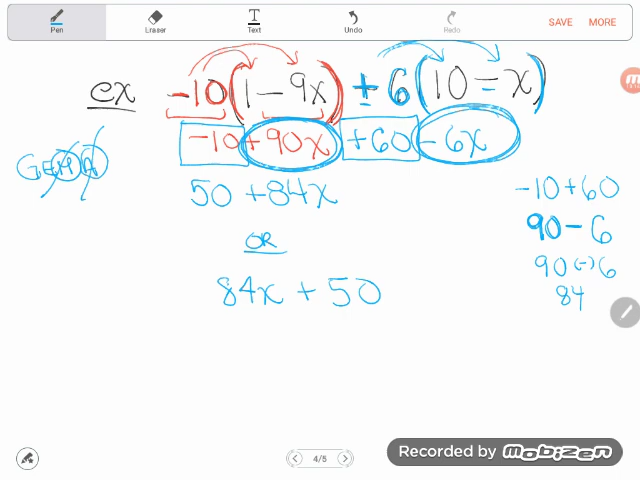 Pen Eraser Text Undo Redo SAVE MORE
ex -10(1-9x) + 6(10-x)
-10+90x +60-6x
GEMA
50+84x
-10+60
90-6
OR
90(-)6
84x+50
84
4/5
Recorded by mobizen